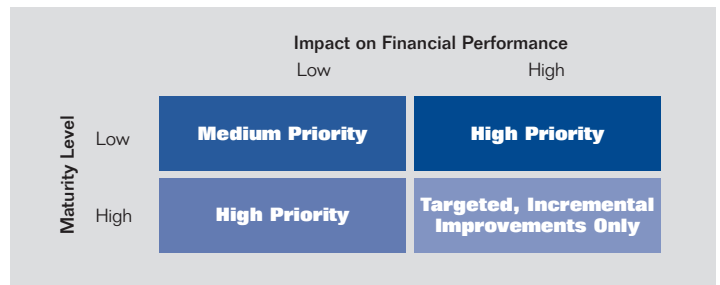 Impact on Financial Performance
Low High
Maturity Level
Low Medium Priority High Priority
High High Priority Targeted, Incremental
Improvements Only